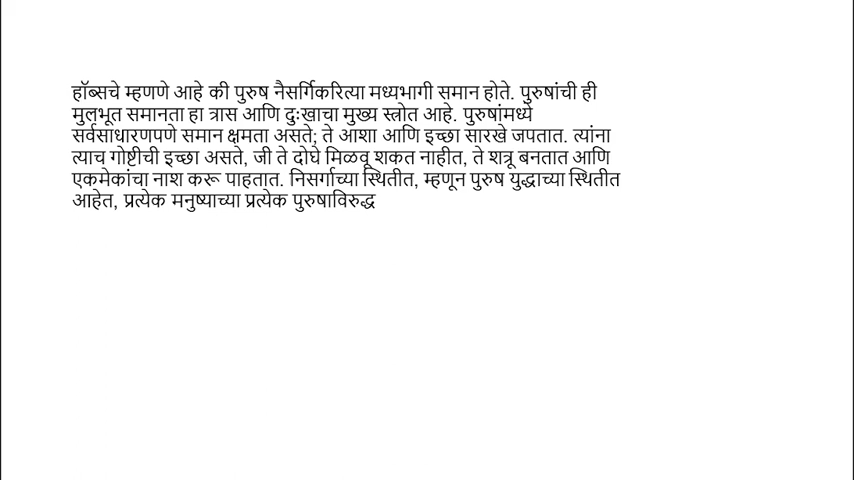 हॉब्सचे म्हणणे आहे की पुरुष नैसर्गिकरित्या मध्यभागी समान होते. पुरुषांची ही
मुलभूत समानता हा त्रास आणि दुःखाचा मुख्य स्त्रोत आहे. पुरुषांमध्ये
सर्वसाधारणपणे समान क्षमता असते; ते आशा आणि इच्छा सारखे जपतात. त्यांना
त्याच गोष्टीची इच्छा असते, जी ते दोघे मिळवू शकत नाहीत, ते शत्रू बनतात आणि
एकमेकांचा नाश करू पाहतात. निसर्गाच्या स्थितीत, म्हणून पुरुष युद्धाच्या स्थितीत
आहेत, प्रत्येक मनुष्याच्या प्रत्येक पुरुषाविरुद्ध